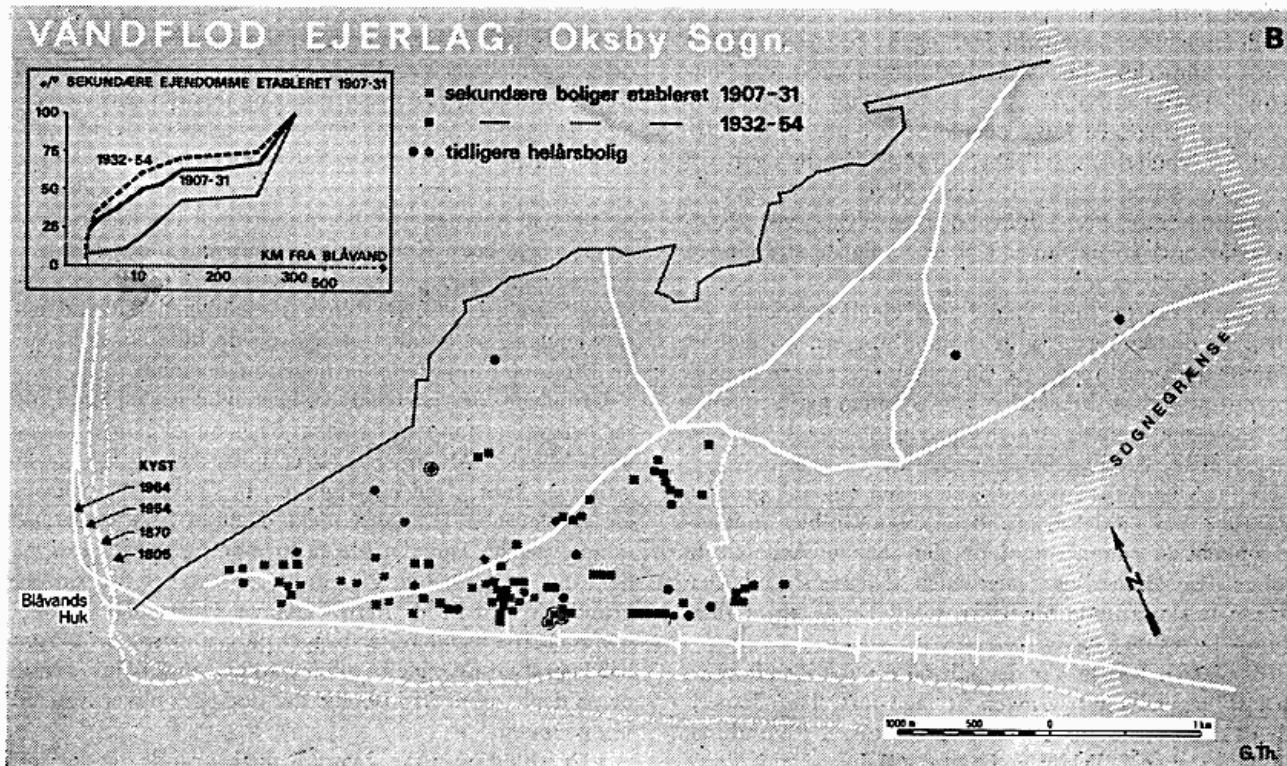 VANDFLOD EJERLAG, Oksby Sogn.
B
o/o SEKUNDÆRE EJENDOMME ETABLERET 1907-31
100
75
50
25
0
1932-54
1907-31
KM FRA BLÅVAND
10
200
300
500
sekundære boliger etableret 1907-31
1932-54
tidligere helårsbolig
KYST
1964
1954
1870
1805
Blåvands
Huk
SOGNEGRÆNSE
N
1000 m 500 0 1 km
G.Th.